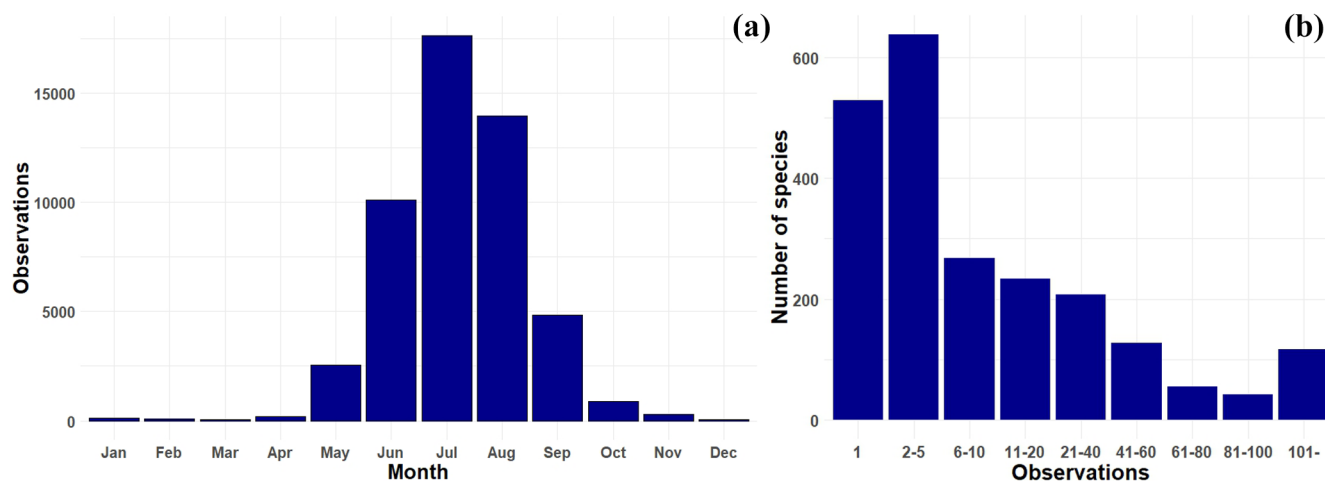 (a)
Observations
15000
10000
5000
0
Jan Feb Mar Apr May Jun Jul Aug Sep Oct Nov Dec
Month
(b)
Number of species
600
400
200
0
1 2-5 6-10 11-20 21-40 41-60 61-80 81-100 101-
Observations